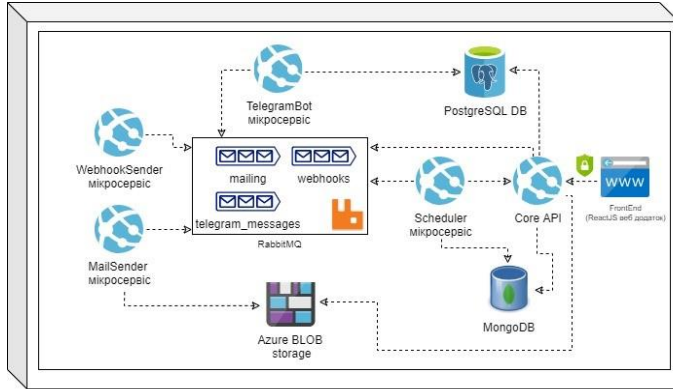 TelegramBot
мікросервіс
PostgreSQL DB
WebhookSender
мікросервіс
mailing
webhooks
telegram_messages
RabbitMQ
Scheduler
мікросервіс
Core API
WWW
FrontEnd
(ReactJS веб додаток)
MailSender
мікросервіс
MongoDB
Azure BLOB
storage